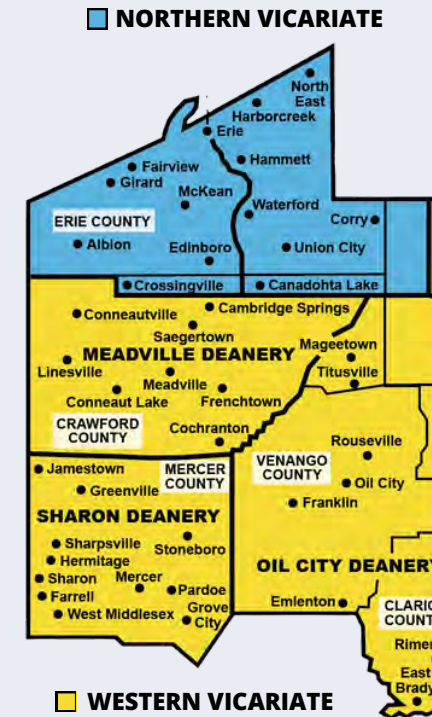 NORTHERN VICARIATE
North
East
Harborcreek
Erie
Hammett
Fairview
Girard
McKean
Waterford
ERIE COUNTY
Corry
Albion
Edinboro
Union City
Crossingville
Canadohta Lake
Conneautville
Cambridge Springs
Saegertown
Mageetown
MEADVILLE DEANERY
Linesville
Titusville
Meadville
Conneaut Lake
Frenchtown
CRAWFORD
COUNTY
Cochranton
Rouseville
Jamestown
MERCER
COUNTY
VENANGO
COUNTY
Greenville
Oil City
Franklin
SHARON DEANERY
Sharpsville
Stoneboro
Hermitage
OIL CITY DEANERY
Sharon
Mercer
Pardoe
Farrell
Emlenton
West Middlesex
Grove
City
CLARIO
COUNT
Rimer
East
Brady
WESTERN VICARIATE